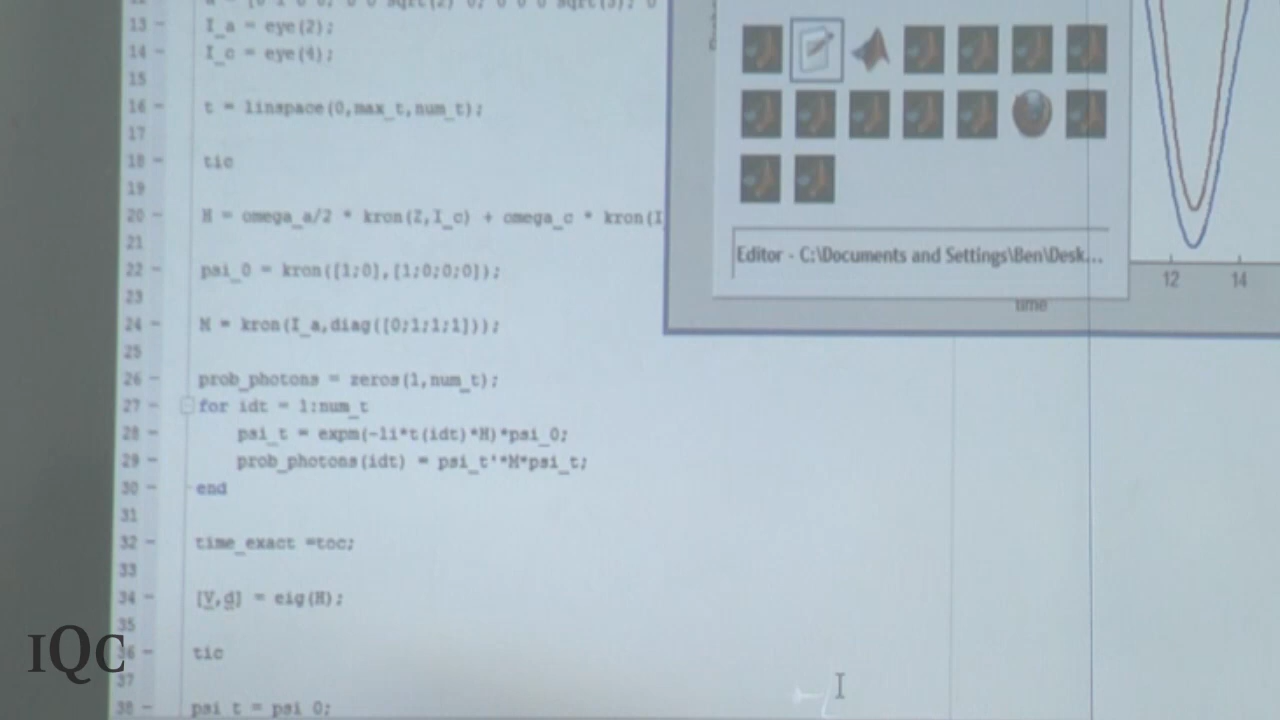 13 - I_a = eye(2);
14 - I_c = eye(4);
15
16 - t = linspace(0,max_t,num_t);
17
18 - tic
19
20 - H = omega_a/2 * kron(Z,I_c) + omega_c * kron(I
21
22 - psi_0 = kron([1;0],[1;0;0;0]);
23
24 - M = kron(I_a,diag([0;1;1;1]));
25
26 - prob_photons = zeros(1,num_t);
27 - for idt = 1:num_t
28 - psi_t = expm(-1i*t(idt)*H)*psi_0;
29 - prob_photons(idt) = psi_t'*M*psi_t;
30 - end
31
32 - time_exact =toc;
33
34 - [V,d] = eig(H);
35
36 - tic
37
38 - psi_t = psi_0;
Editor - C:\Documents and Settings\Ben\Desk...
12 14
time
IQC